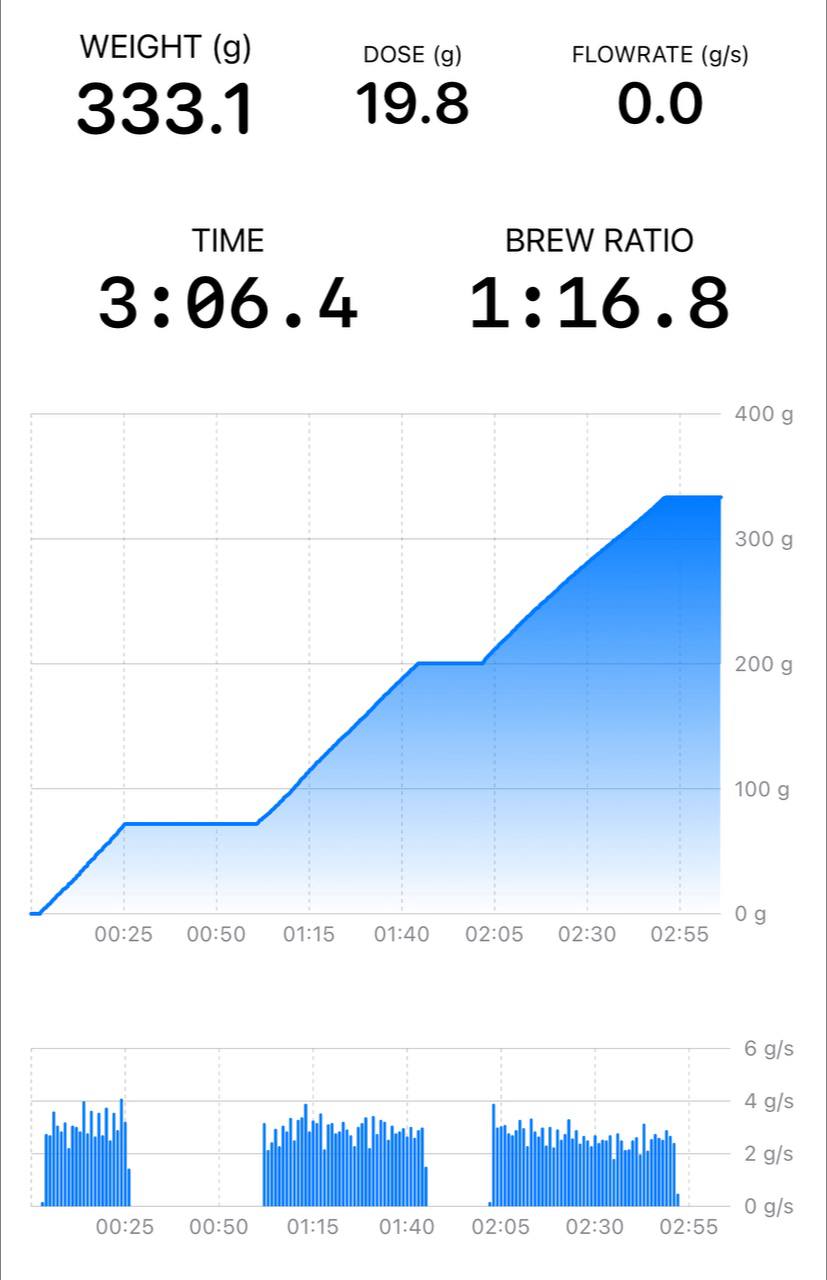 WEIGHT (g) DOSE (g) FLOWRATE (g/s)
333.1 19.8 0.0
TIME BREW RATIO
3:06.4 1:16.8
400 g
300 g
200 g
100 g
0 g
00:25 00:50 01:15 01:40 02:05 02:30 02:55
6 g/s
4 g/s
2 g/s
0 g/s
00:25 00:50 01:15 01:40 02:05 02:30 02:55